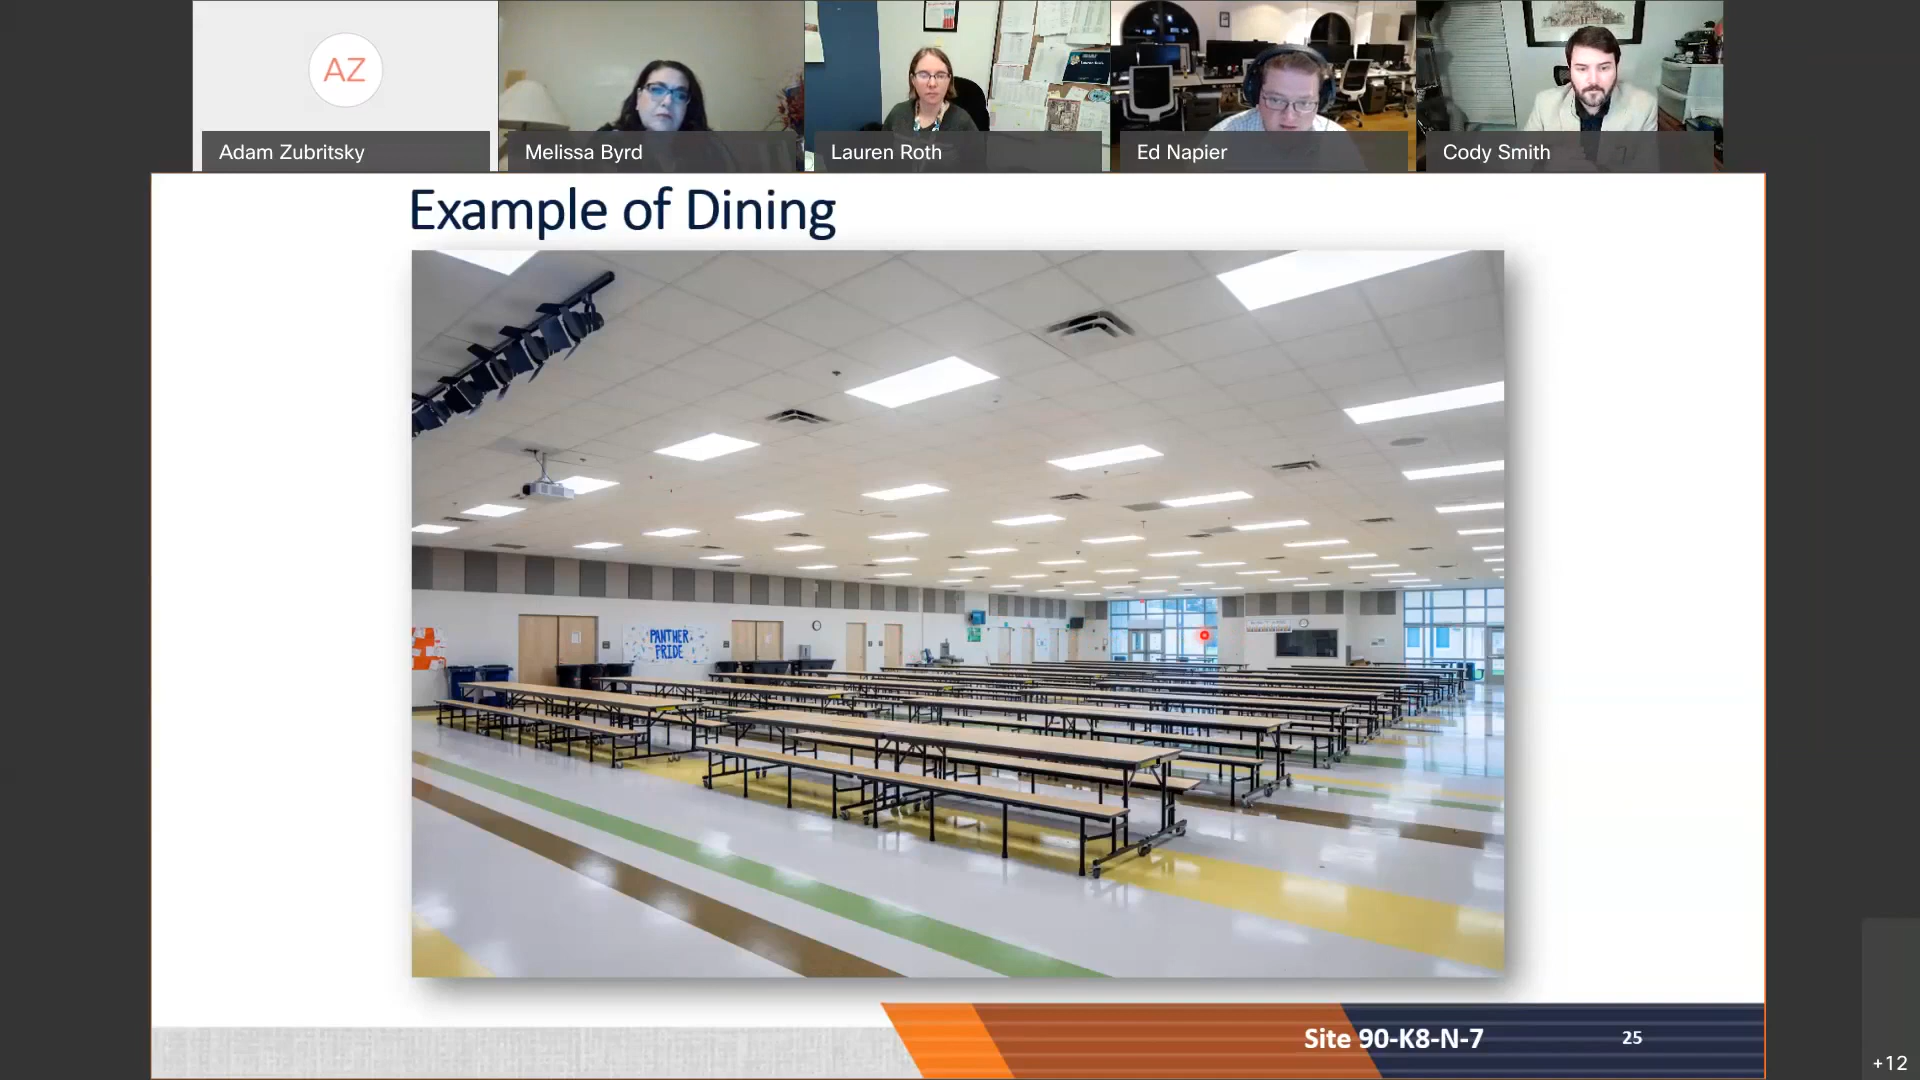 AZ
Adam Zubritsky
Melissa Byrd
Lauren Roth
Ed Napier
Cody Smith
Example of Dining
PANTHER
PRIDE
Site 90-K8-N-7
25
+12